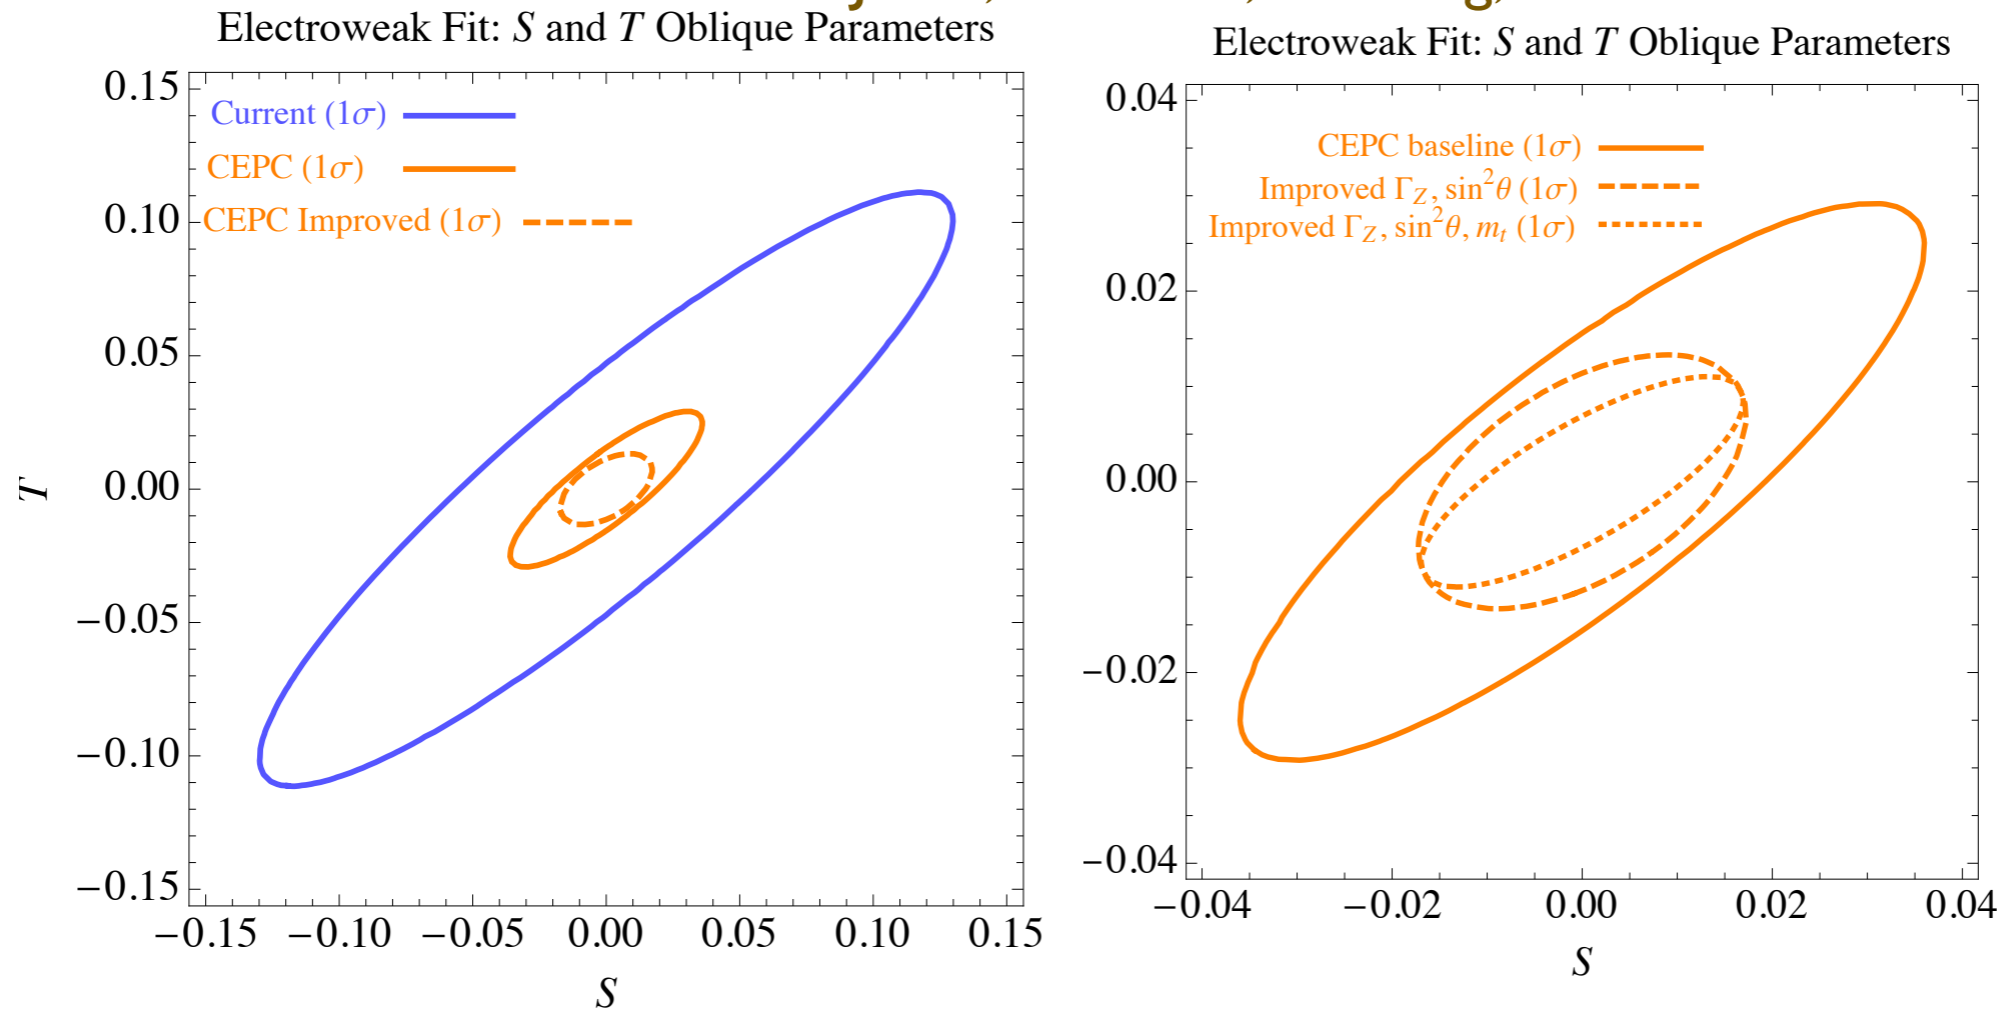 Electroweak Fit: S and T Oblique Parameters
0.15
0.10
0.05
0.00
−0.05
−0.10
−0.15
T
Current (1σ)
CEPC (1σ)
CEPC Improved (1σ)
−0.15 −0.10 −0.05 0.00 0.05 0.10 0.15
S
Electroweak Fit: S and T Oblique Parameters
0.04
0.02
0.00
−0.02
−0.04
CEPC baseline (1σ)
Improved Γ_Z, sin²θ (1σ)
Improved Γ_Z, sin²θ, m_t (1σ)
−0.04 −0.02 0.00 0.02 0.04
S